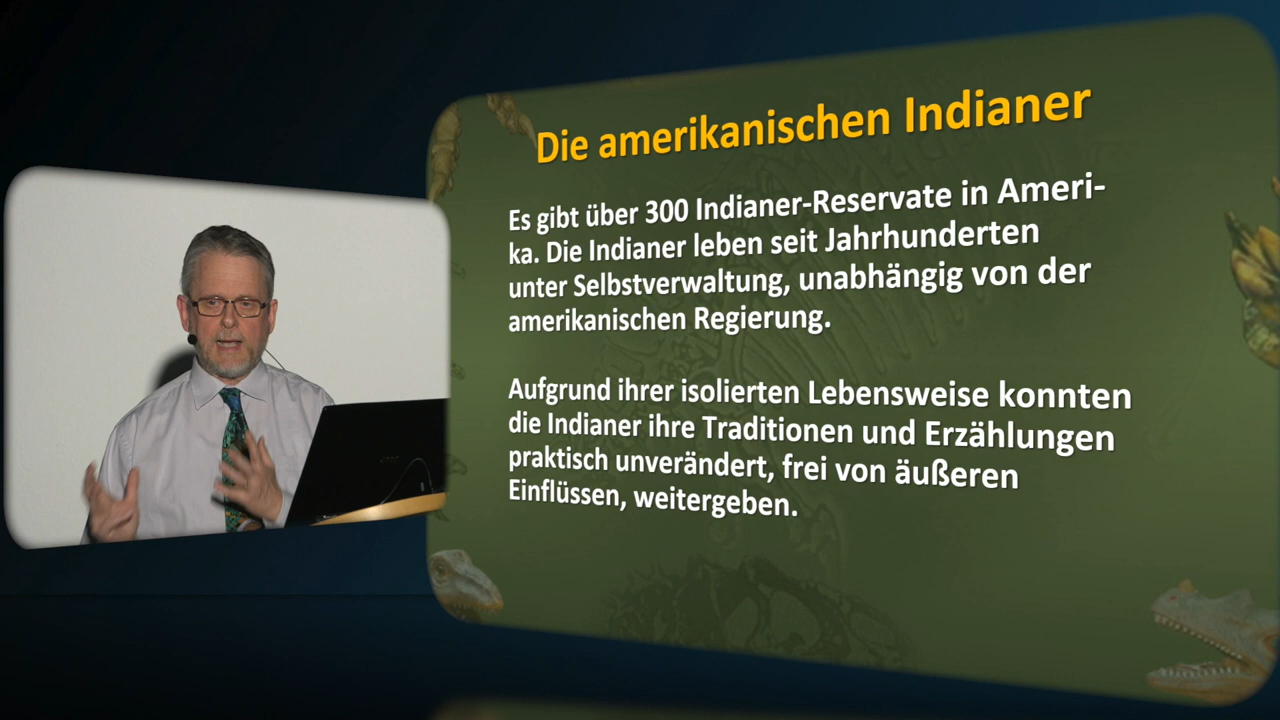 Die amerikanischen Indianer
Es gibt über 300 Indianer-Reservate in Ameri-
ka. Die Indianer leben seit Jahrhunderten
unter Selbstverwaltung, unabhängig von der
amerikanischen Regierung.
Aufgrund ihrer isolierten Lebensweise konnten
die Indianer ihre Traditionen und Erzählungen
praktisch unverändert, frei von äußeren
Einflüssen, weitergeben.